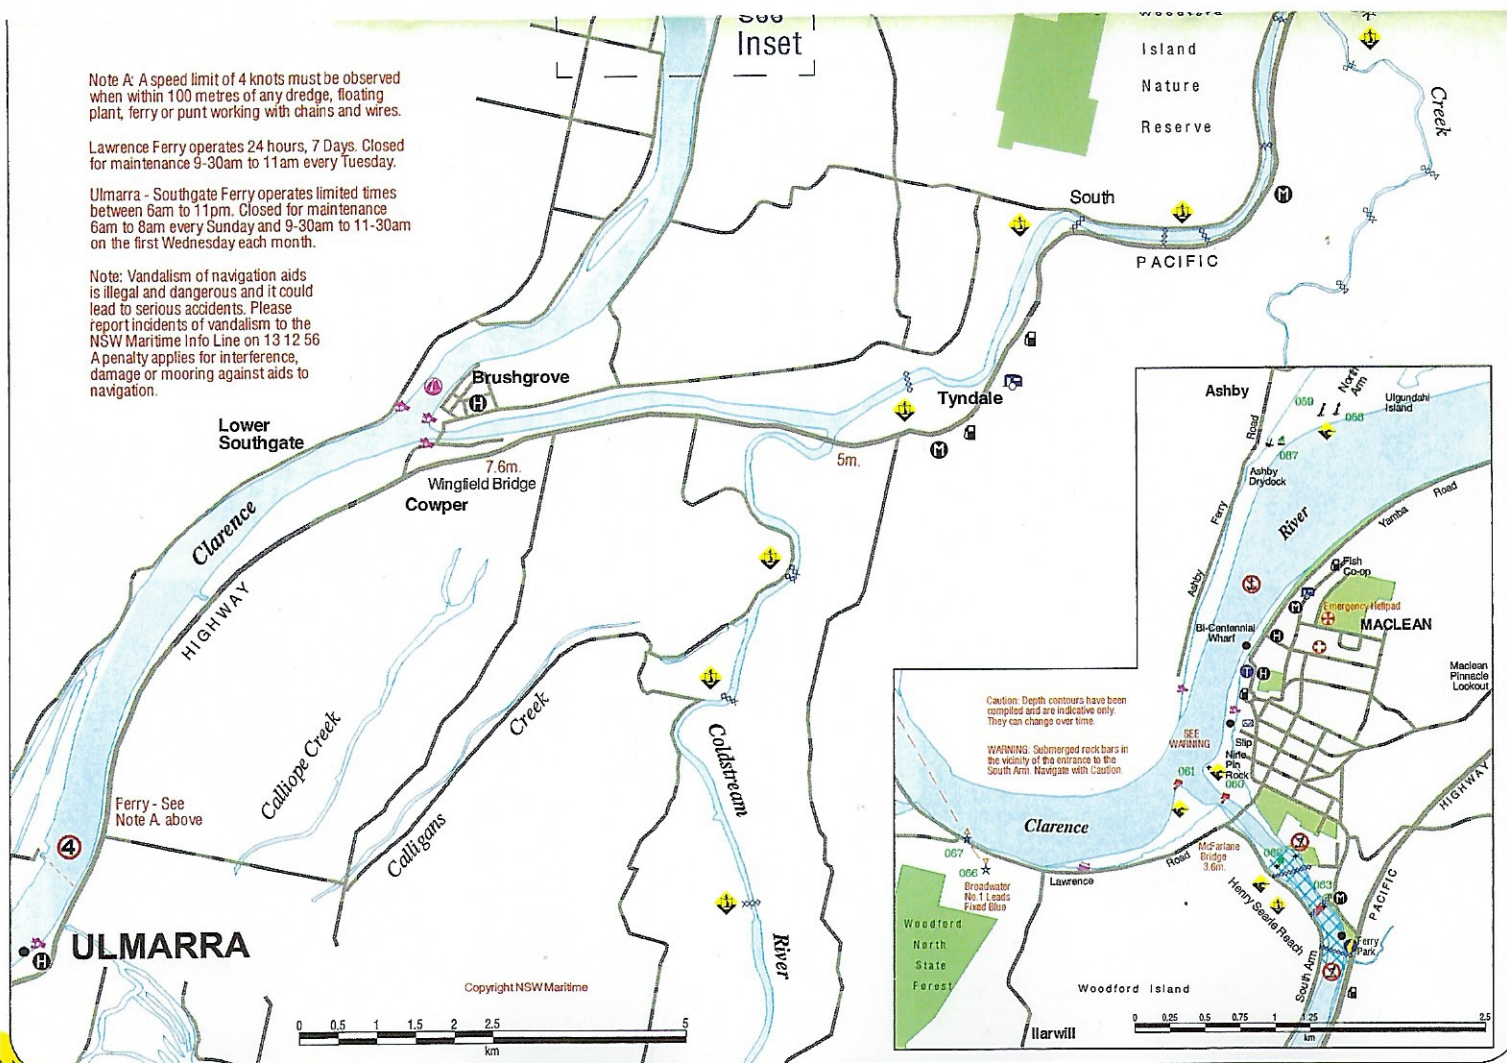 See
Inset
Woodford
Island
Nature
Reserve
Creek
Note A: A speed limit of 4 knots must be observed
when within 100 metres of any dredge, floating
plant, ferry or punt working with chains and wires.
Lawrence Ferry operates 24 hours, 7 Days. Closed
for maintenance 9-30am to 11am every Tuesday.
Ulmarra - Southgate Ferry operates limited times
between 6am to 11pm. Closed for maintenance
6am to 8am every Sunday and 9-30am to 11-30am
on the first Wednesday each month.
Note: Vandalism of navigation aids
is illegal and dangerous and it could
lead to serious accidents. Please
report incidents of vandalism to the
NSW Maritime Info Line on 13 12 56
A penalty applies for interference,
damage or mooring against aids to
navigation.
South
M
PACIFIC
Brushgrove
H
Tyndale
M
Lower
Southgate
7.6m.
Wingfield Bridge
5m.
Cowper
Clarence
HIGHWAY
Calliope Creek
Creek
Calligans
Coldstream
River
Ferry - See
Note A. above
4
ULMARRA
H
Copyright NSW Maritime
0 0.5 1 1.5 2 2.5 5
km
Ashby
North
Arm
059
058
Ulgundahi
Island
Road
087
Ashby
Drydock
Ferry
River
Yamba
Road
Ashby
Fish
Co-op
M
Emergency Helipad
MACLEAN
Bi-Centennial
Wharf
H
T
H
Maclean
Pinnacle
Lookout
Caution: Depth contours have been
compiled and are indicative only.
They can change over time.
WARNING: Submerged rock bars in
the vicinity of the entrance to the
South Arm. Navigate with Caution.
SEE
WARNING
Slip
Nine
Pin
Rock
061
060
HIGHWAY
Clarence
067
066
Broadwater
No.1 Leads
Fixed Blue
Lawrence
Road
McFarlane
Bridge
3.6m.
063
M
PACIFIC
Henry Searle Reach
Ferry
Park
South Arm
Woodford
North
State
Forest
Woodford Island
Ilarwill
0 0.25 0.5 0.75 1 1.25 2.5
km